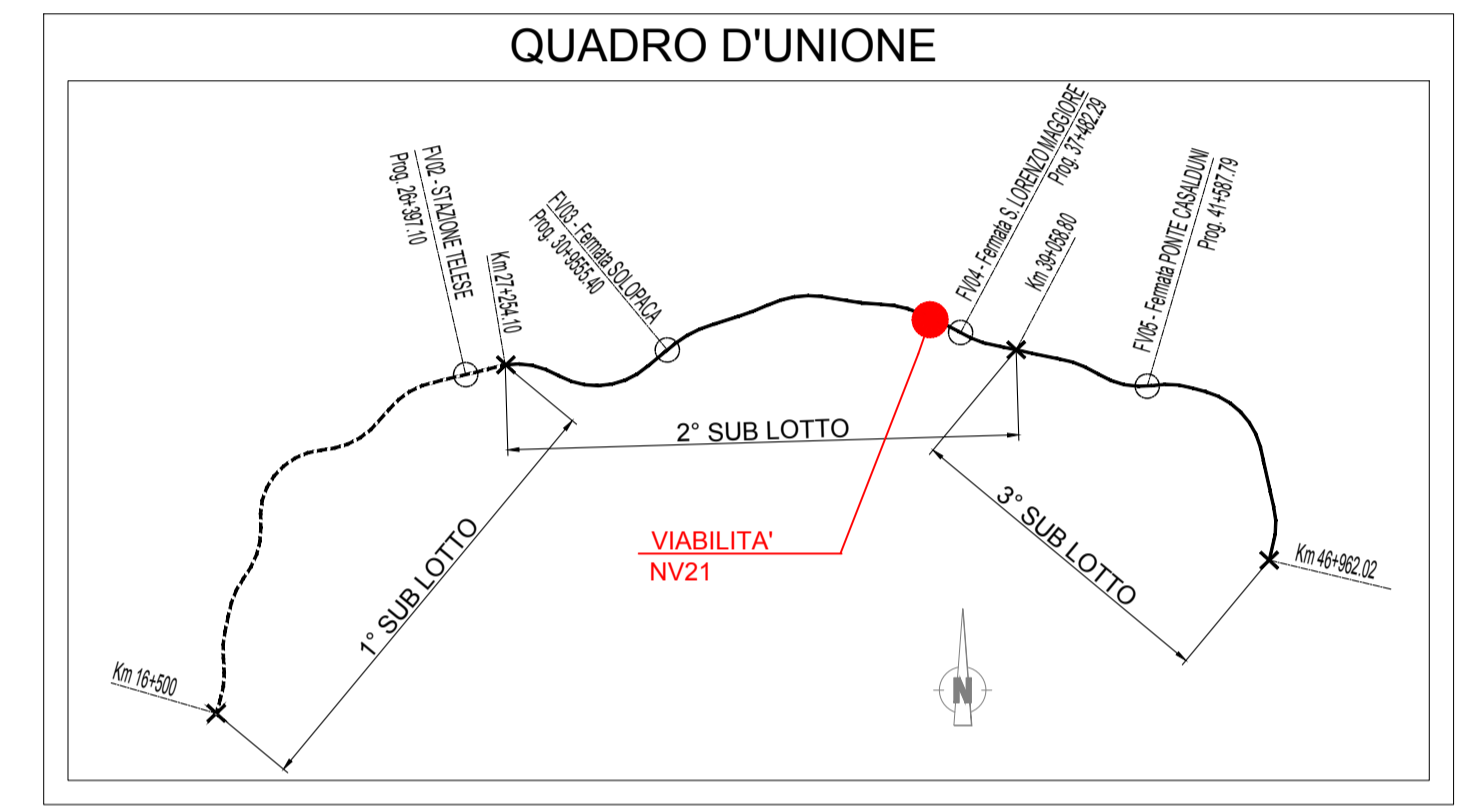 QUADRO D'UNIONE
FV02 - STAZIONE TELESE
Prog. 26+397.10
Km 27+254.10
FV03 - Fermata SOLOPACA
Prog. 30+9555.40
FV04 - Fermata S. LORENZO MAGGIORE
Prog. 37+482.29
Km 39+058.80
FV05 - Fermata PONTE CASALDUNI
Prog. 41+587.79
2° SUB LOTTO
1° SUB LOTTO
3° SUB LOTTO
VIABILITA'
NV21
Km 46+962.02
Km 16+500
N